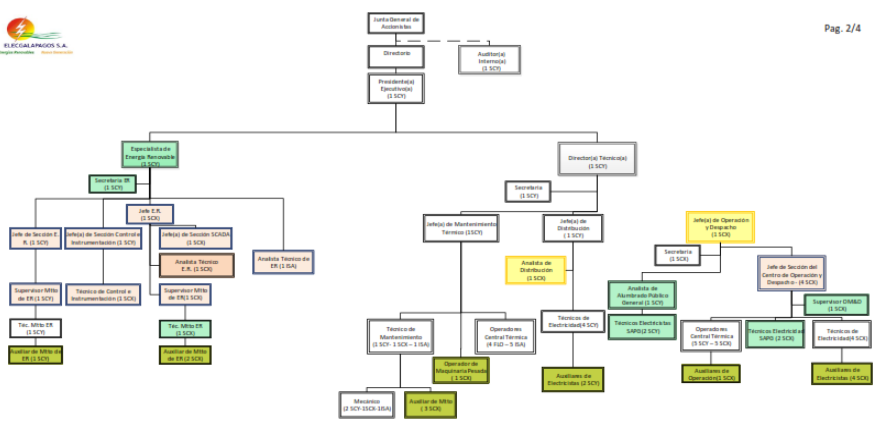 Pag. 2/4
ELECGALAPAGOS S.A.
Junta General de
Accionistas
Directorio
Auditor(a)
Interno(a)
(1 SCY)
Presidente(a)
Ejecutivo(a)
(1 SCY)
Especialista de
Energía Renovable
(1 SCY)
Director(a) Técnico(a)
(1 SCY)
Secretaria ER
(1 SCY)
Secretaria
(1 SCY)
Jefe E.R.
(1 SCX)
Jefe de Sección E.
R. (1 SCY)
Jefe(a) de Sección Control e
Instrumentación (1 SCY)
Jefe(a) de Sección SCADA
(1 SCX)
Analista Técnico
E.R. (1 SCX)
Analista Técnico de
ER (1 ISA)
Jefe(a) de Mantenimiento
Térmico (1SCY)
Jefe(a) de
Distribución
(1 SCY)
Jefe(a) de Operación
y Despacho
(1 SCX)
Secretaria
(1 SCX)
Analista de
Distribución
(1 SCX)
Jefe de Sección del
Centro de Operación y
Despacho - (4 SCX)
Supervisor Mtto
de ER (1 SCY)
Técnico de Control e
Instrumentación (1 SCX)
Supervisor Mtto
de ER(1 SCX)
Analista de
Alumbrado Público
General (1 SCY)
Supervisor OM&D
(1 SCX)
Téc. Mtto ER
(1 SCY)
Téc. Mtto ER
(1 SCX)
Técnico de
Mantenimiento
(1 SCY- 1 SCX – 1 ISA)
Operadores
Central Térmica
(4 FLO – 5 ISA)
Técnicos de
Electricidad(4 SCY)
Técnicos Electricistas
SAPG(2 SCY)
Operadores
Central Térmica
(5 SCY – 5 SCX)
Técnicos Electricidad
SAPG (2 SCX)
Técnicos de
Electricidad(4 SCX)
Auxiliar de Mtto de
ER (1 SCY)
Auxiliar de Mtto
de ER (2 SCX)
Operador de
Maquinaria Pesada
(1 SCX)
Auxiliares de
Electricistas (2 SCY)
Auxiliares de
Operación(1 SCX)
Auxiliares de
Electricistas (4 SCX)
Mecánico
(2 SCY-1SCX-1ISA)
Auxiliar de Mtto
(3 SCX)